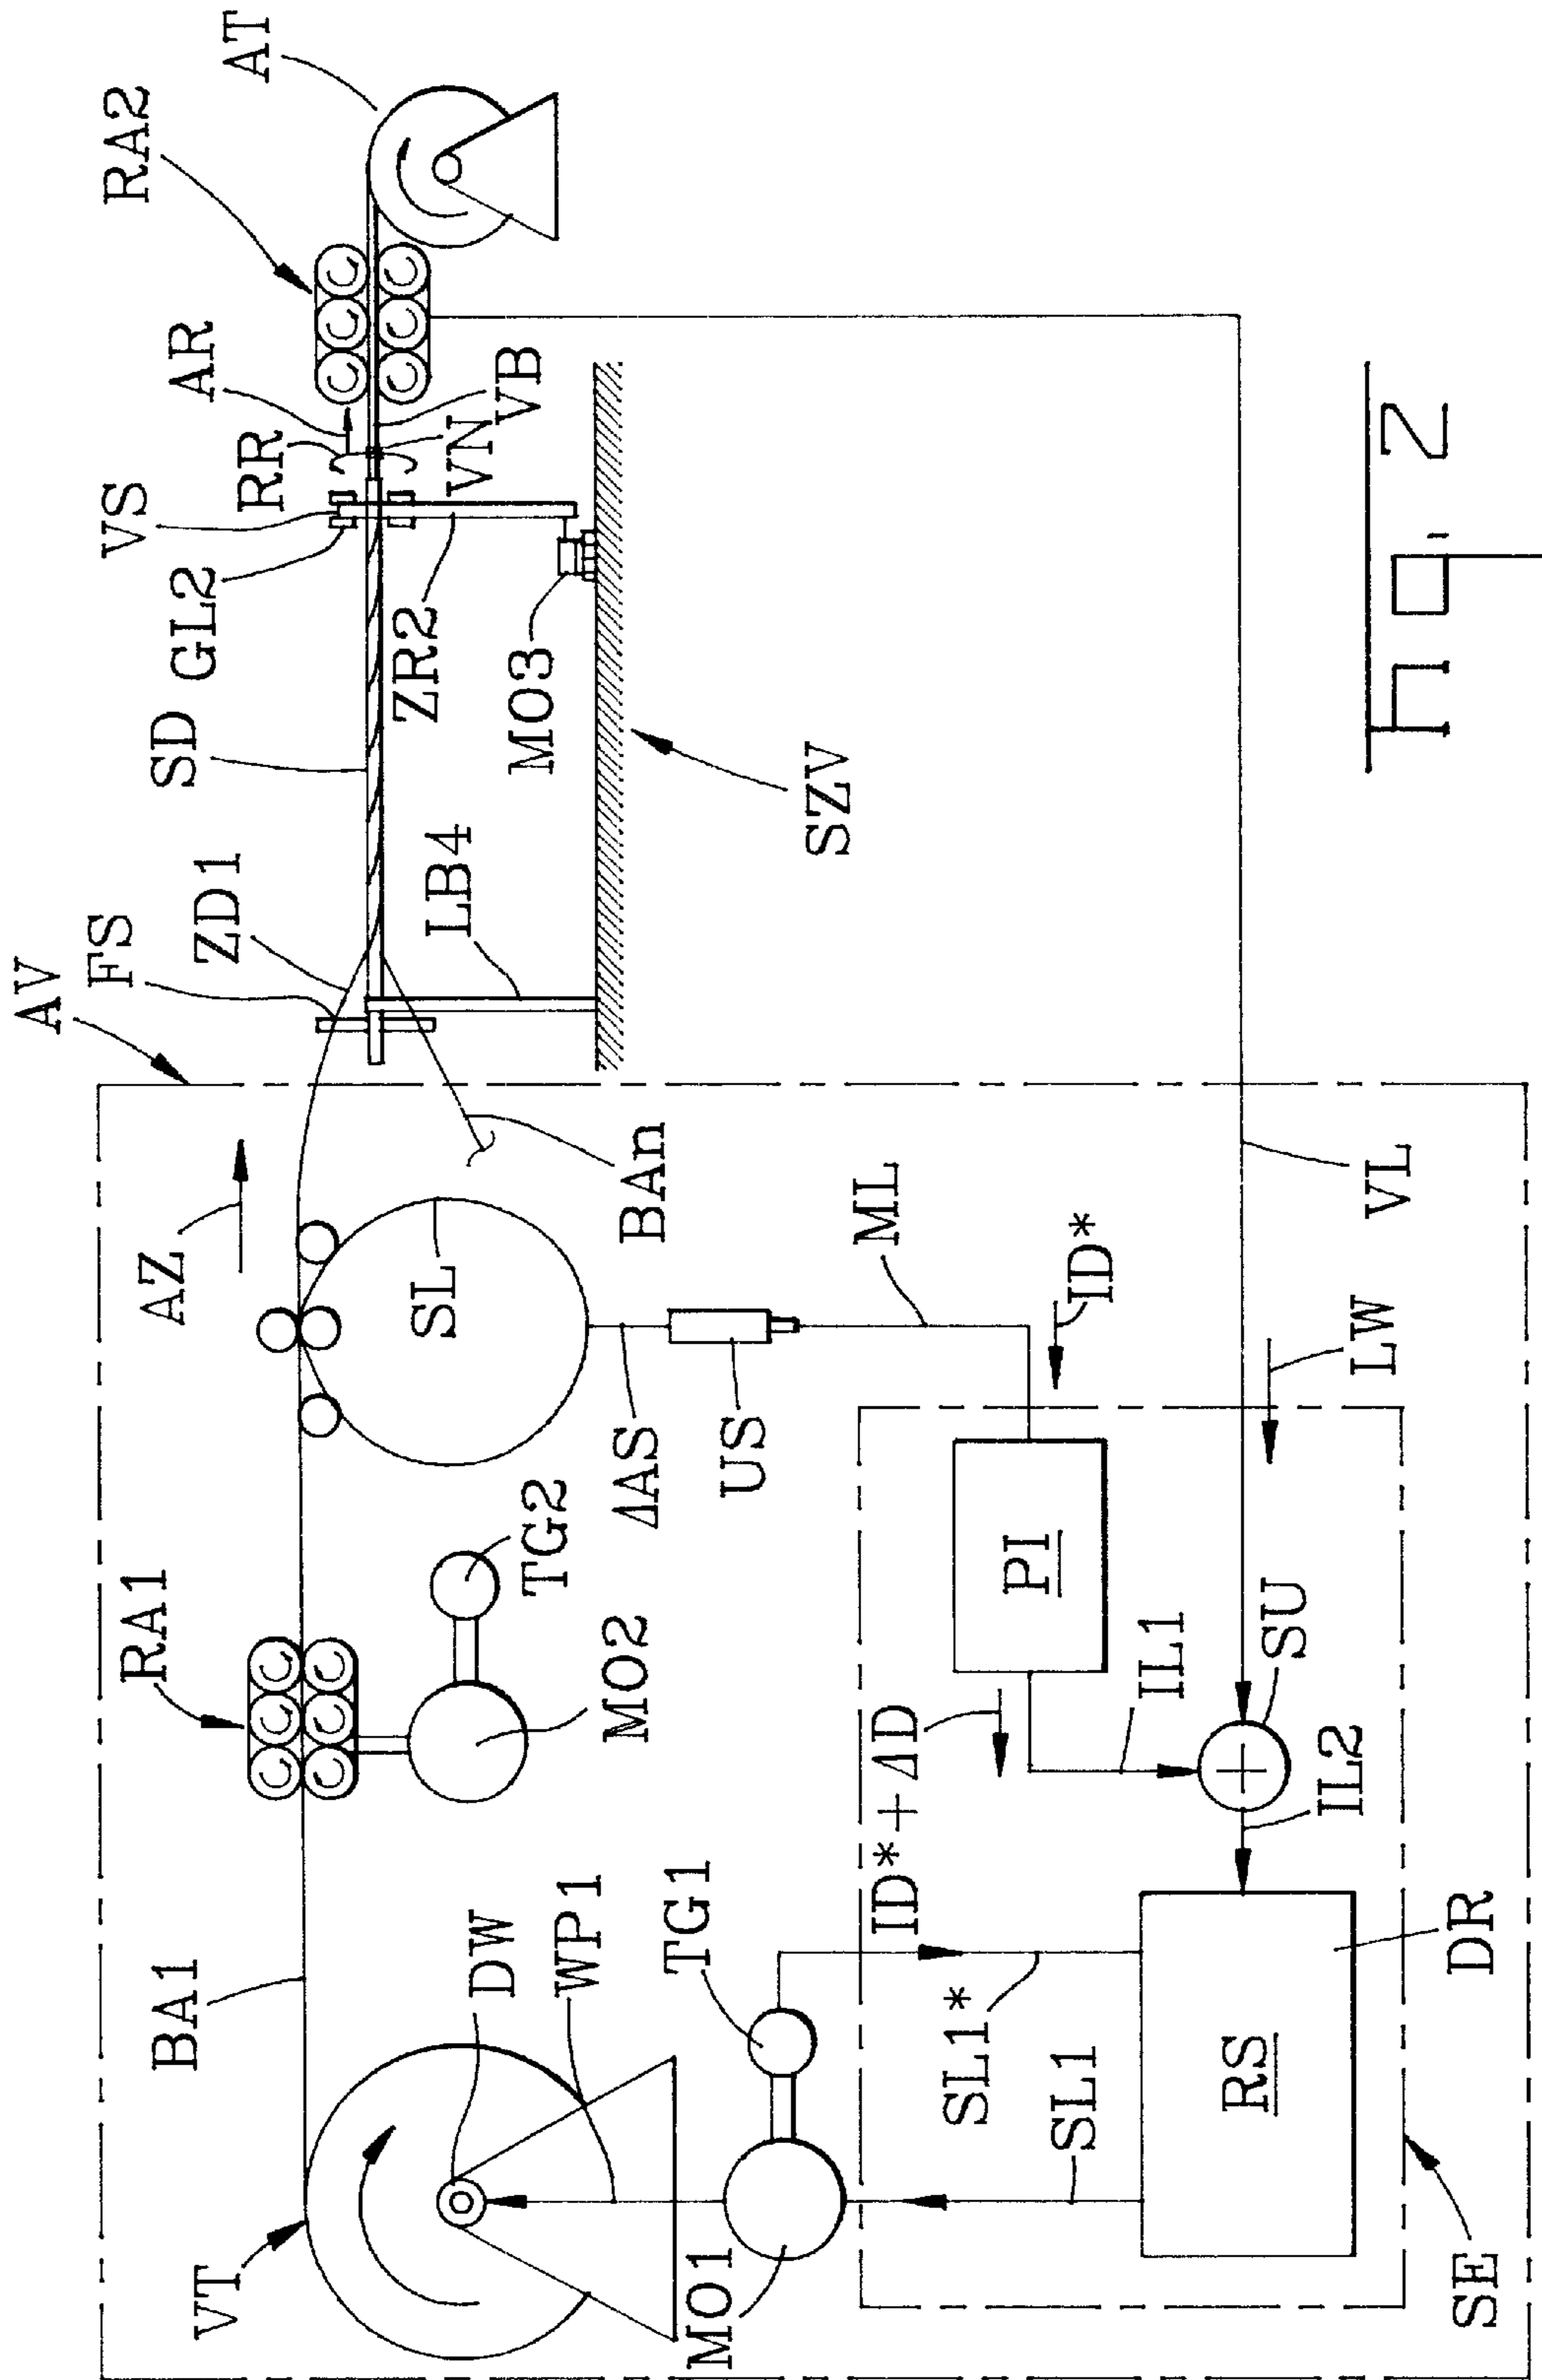 AV
FS
ZD1
SD
GL2
VS
RR
AR
RA2
AT
LB4
ZR2
MO3
VN
VB
SZV
VT
BA1
RA1
AZ
DW
WP1
MO2
TG2
SL
BAn
ΔAS
US
ML
MO1
TG1
ID*+ΔD
ID*
PI
IL1
SL1*
SL1
RS
DR
IL2
SU
LW
VL
SE
FIG. 2